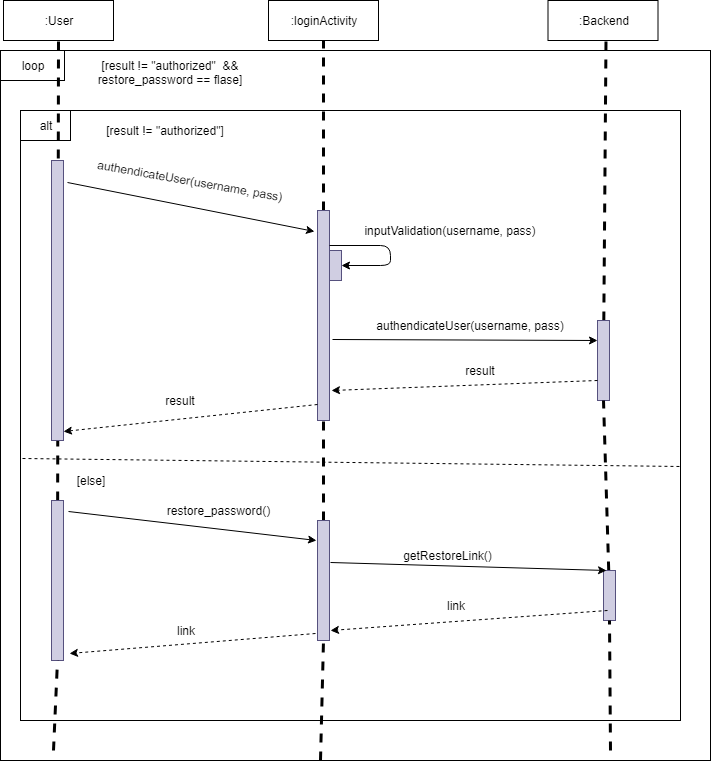 :User
:loginActivity
:Backend
loop
[result != "authorized" &&
restore_password == flase]
alt
[result != "authorized"]
authendicateUser(username, pass)
inputValidation(username, pass)
authendicateUser(username, pass)
result
result
[else]
restore_password()
getRestoreLink()
link
link